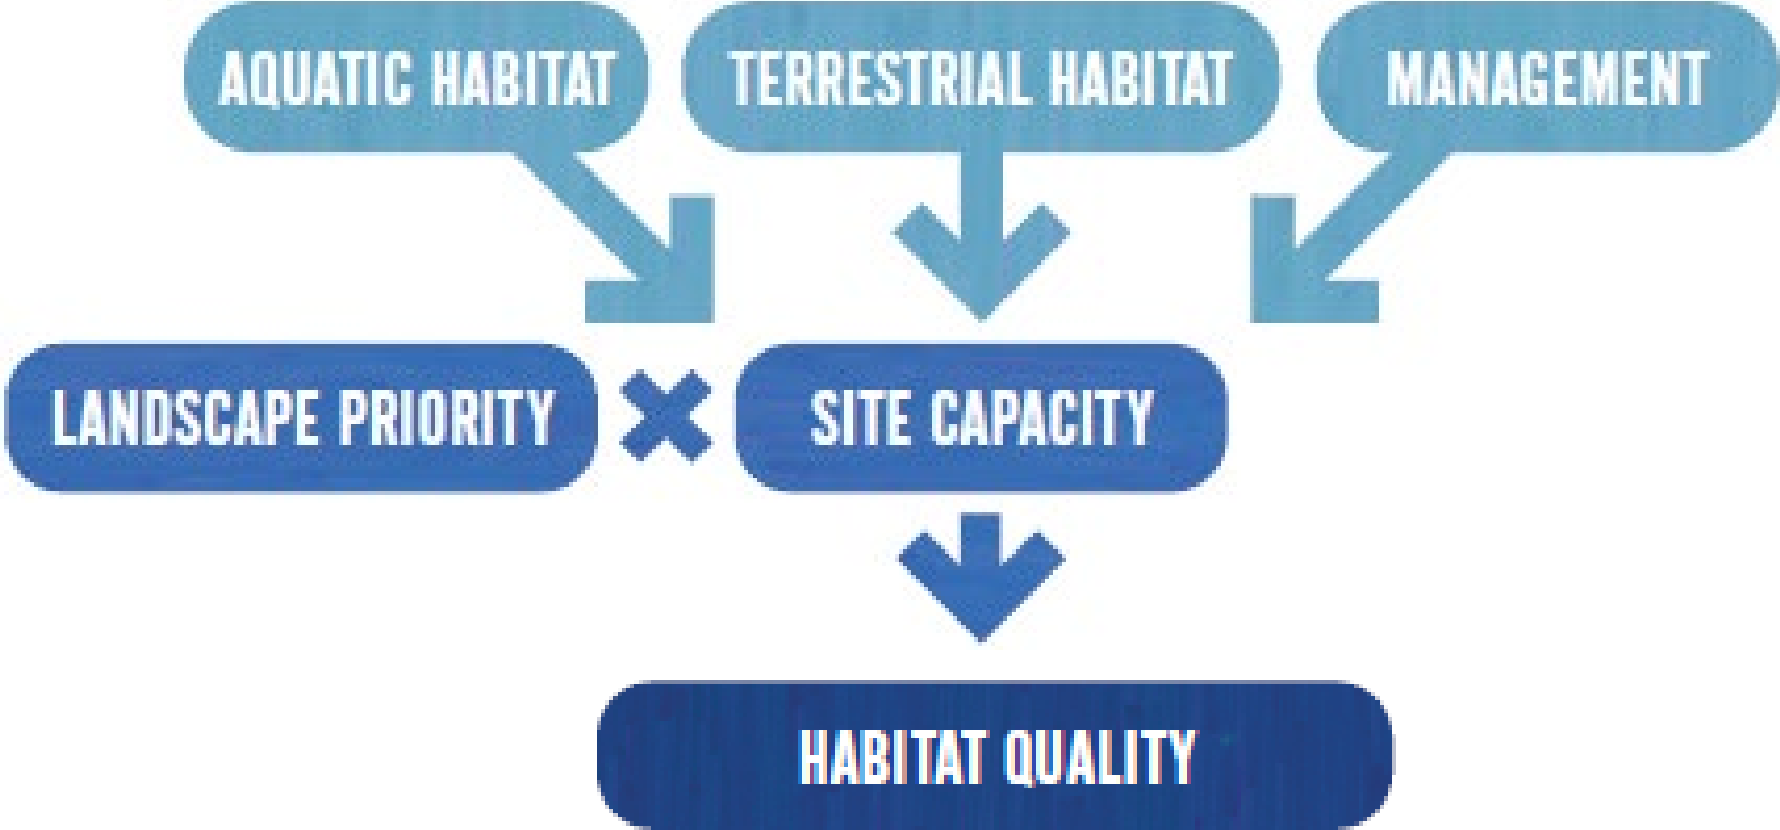 AQUATIC HABITAT
TERRESTRIAL HABITAT
MANAGEMENT
LANDSCAPE PRIORITY
SITE CAPACITY
HABITAT QUALITY